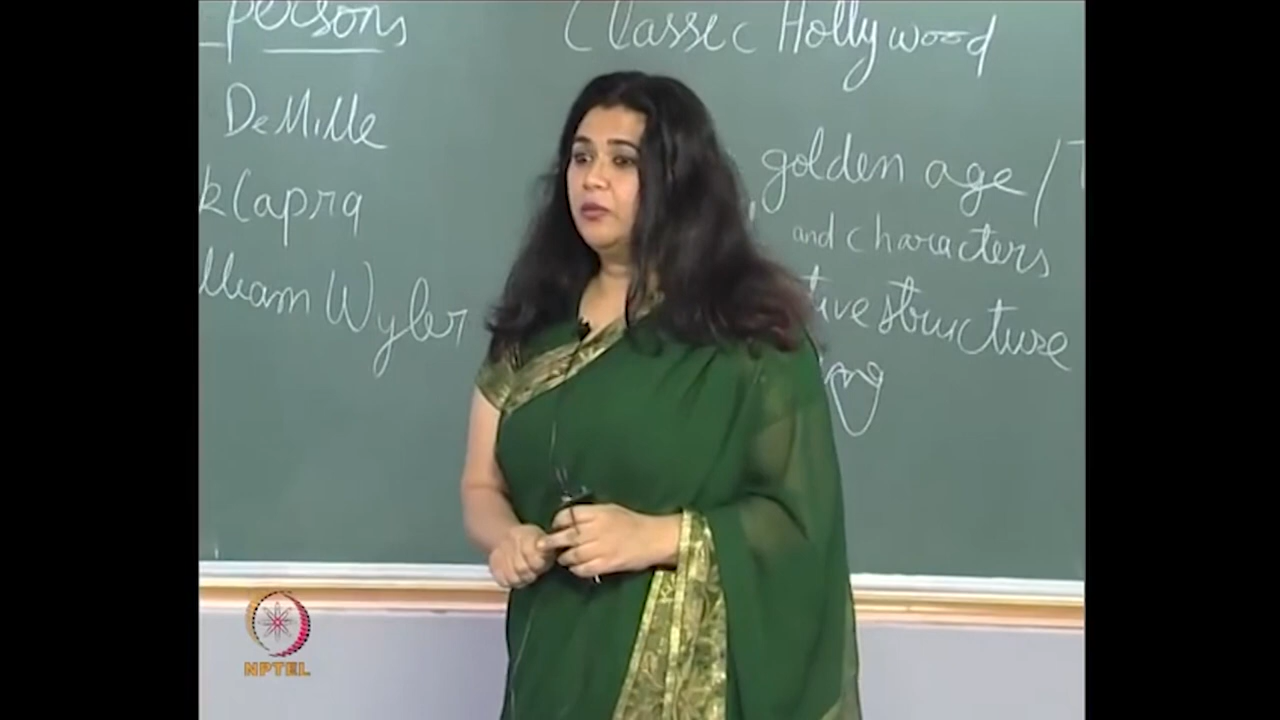 persons
DeMille
k Capra
lliam Wyler
Classic Hollywood
golden age /
and characters
tive structure
NPTEL